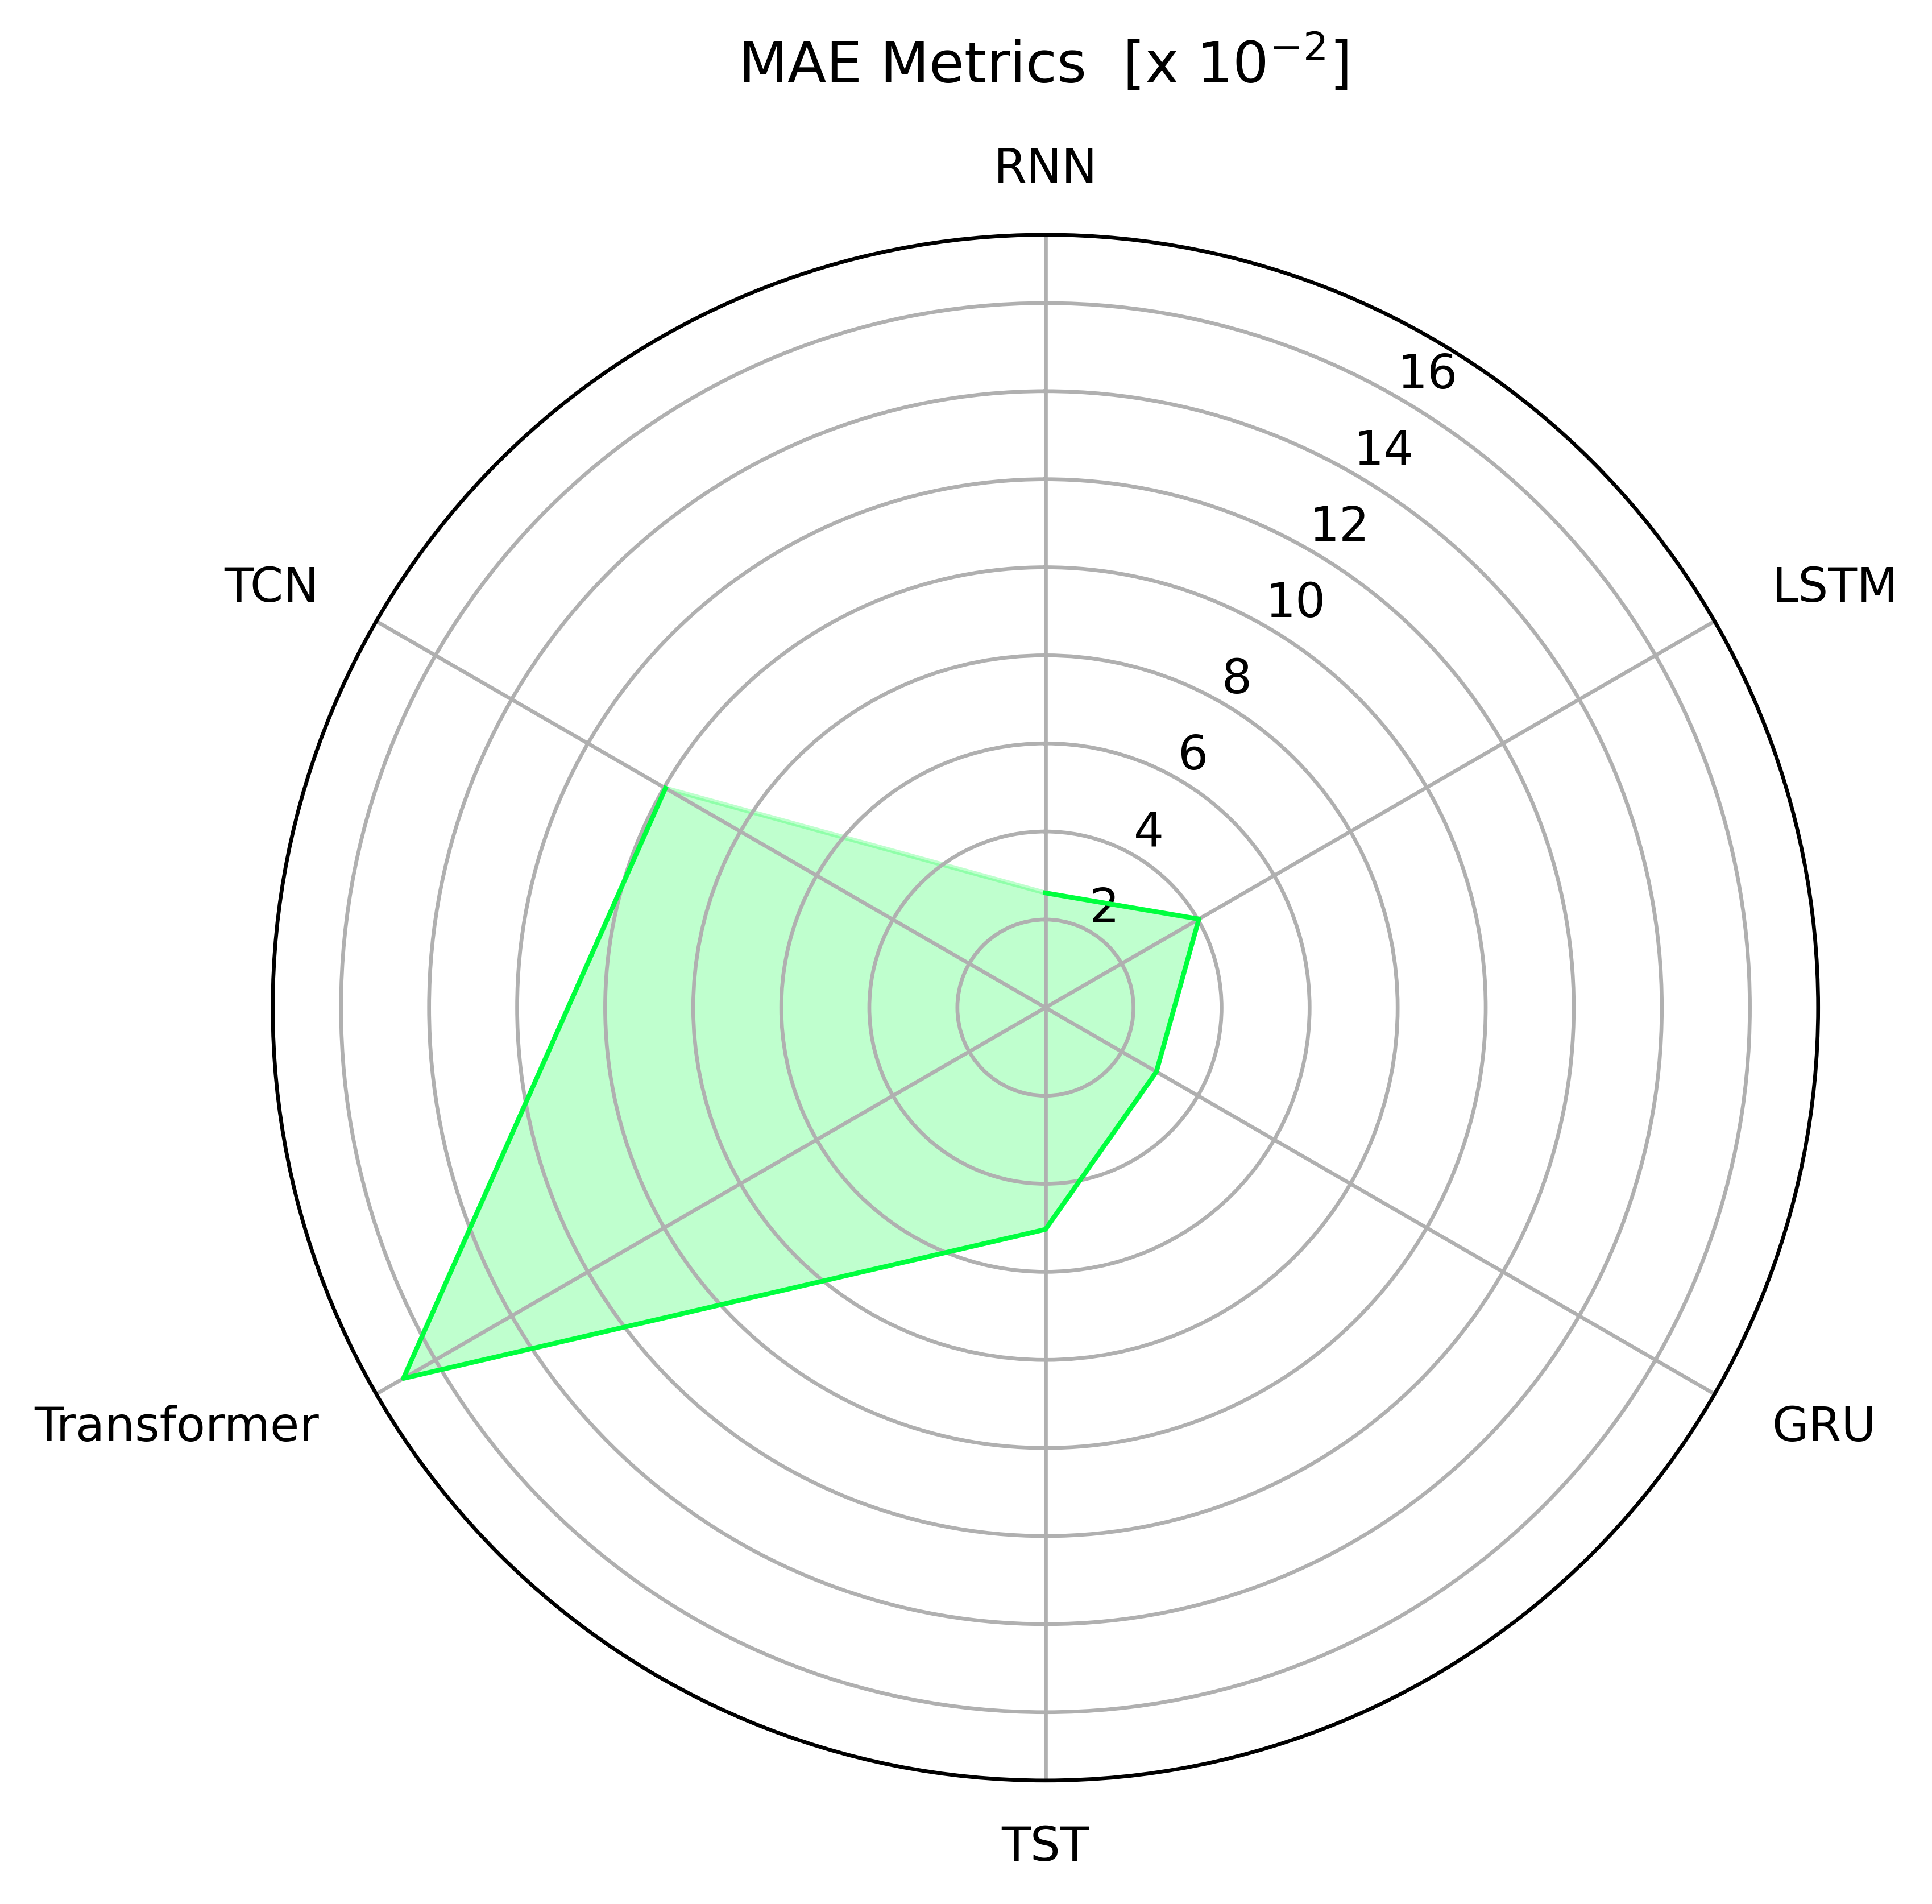 MAE Metrics [x 10⁻²]
RNN
16
14
12
TCN
LSTM
10
8
6
4
2
Transformer
GRU
TST